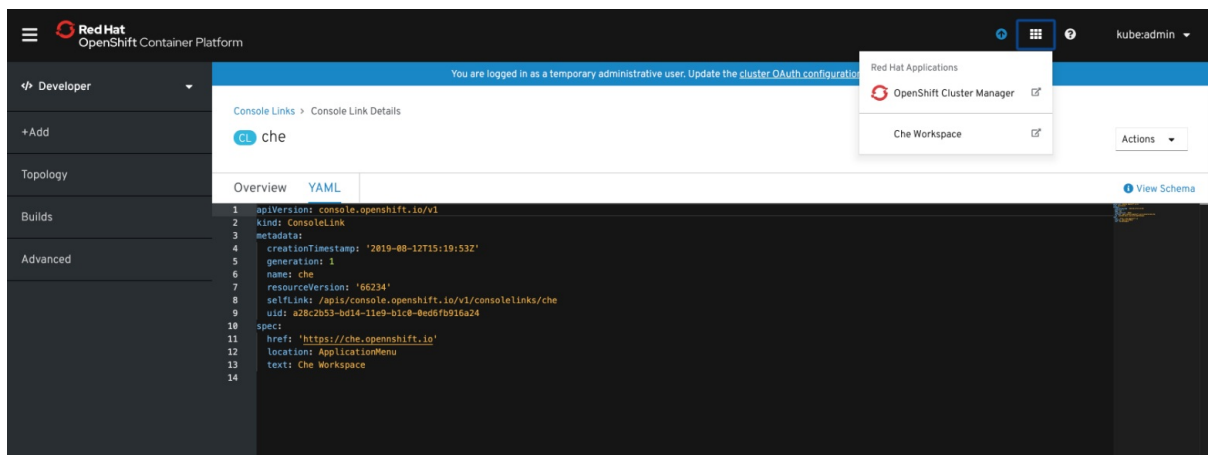 Red Hat
OpenShift Container Platform
kube:admin
Developer
+Add
Topology
Builds
Advanced
You are logged in as a temporary administrative user. Update the cluster OAuth configuration
Red Hat Applications
OpenShift Cluster Manager
Che Workspace
Console Links > Console Link Details
CL che
Actions
Overview YAML
View Schema
1 apiVersion: console.openshift.io/v1
2 kind: ConsoleLink
3 metadata:
4 creationTimestamp: '2019-08-12T15:19:53Z'
5 generation: 1
6 name: che
7 resourceVersion: '66234'
8 selfLink: /apis/console.openshift.io/v1/consolelinks/che
9 uid: a28c2b53-bd14-11e9-b1c0-0ed6fb916a24
10 spec:
11 href: 'https://che.opennshift.io'
12 location: ApplicationMenu
13 text: Che Workspace
14